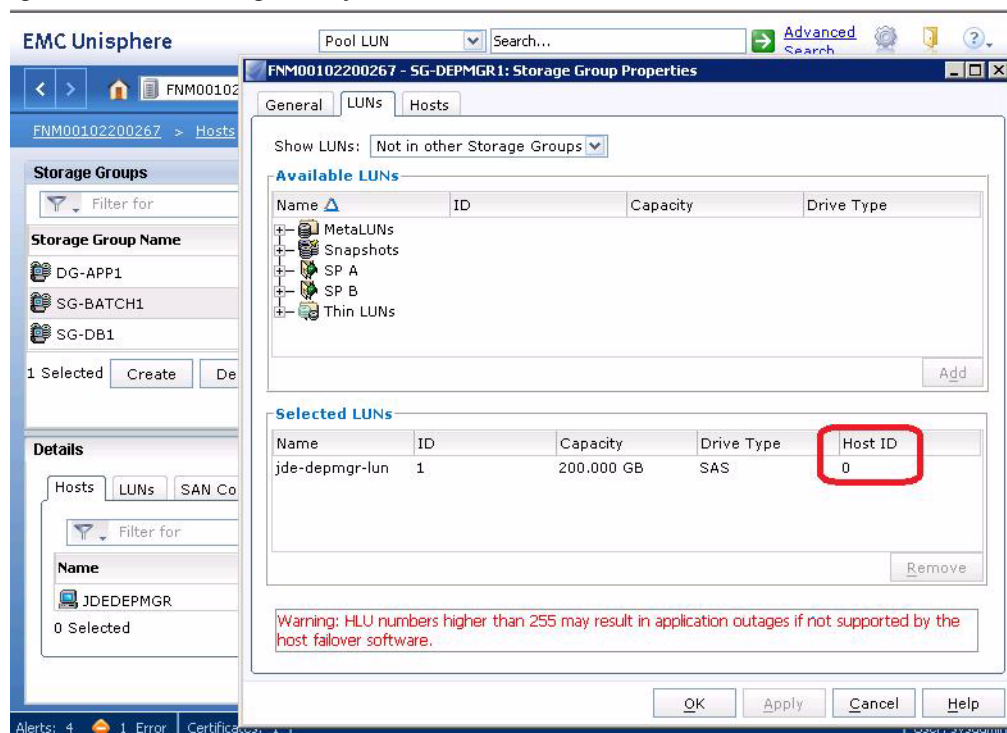 EMC Unisphere
Pool LUN
Search...
Advanced
Search
FNM00102
FNM00102200267 > Hosts
Storage Groups
Filter for
Storage Group Name
DG-APP1
SG-BATCH1
SG-DB1
1 Selected
Create
De
Details
Hosts
LUNs
SAN Co
Filter for
Name
JDEDEPMGR
0 Selected
FNM00102200267 - SG-DEPMGR1: Storage Group Properties
General
LUNs
Hosts
Show LUNs:
Not in other Storage Groups
Available LUNs
Name ID Capacity Drive Type
MetaLUNs
Snapshots
SP A
SP B
Thin LUNs
Add
Selected LUNs
Name ID Capacity Drive Type Host ID
jde-depmgr-lun 1 200.000 GB SAS 0
Remove
Warning: HLU numbers higher than 255 may result in application outages if not supported by the
host failover software.
OK
Apply
Cancel
Help
Alerts: 4
1 Error